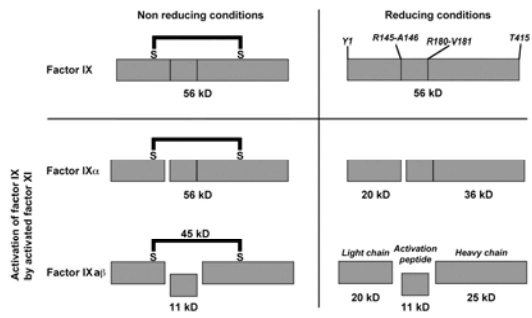 Non reducing conditions
Reducing conditions
S S
Factor IX
56 kD
Y1 R145-A146 R180-V181 T415
56 kD
Activation of factor IX
by activated factor XI
S S
Factor IXα
56 kD
20 kD 36 kD
45 kD
S S
Factor IXaβ
11 kD
Light chain Activation peptide Heavy chain
20 kD 11 kD 25 kD